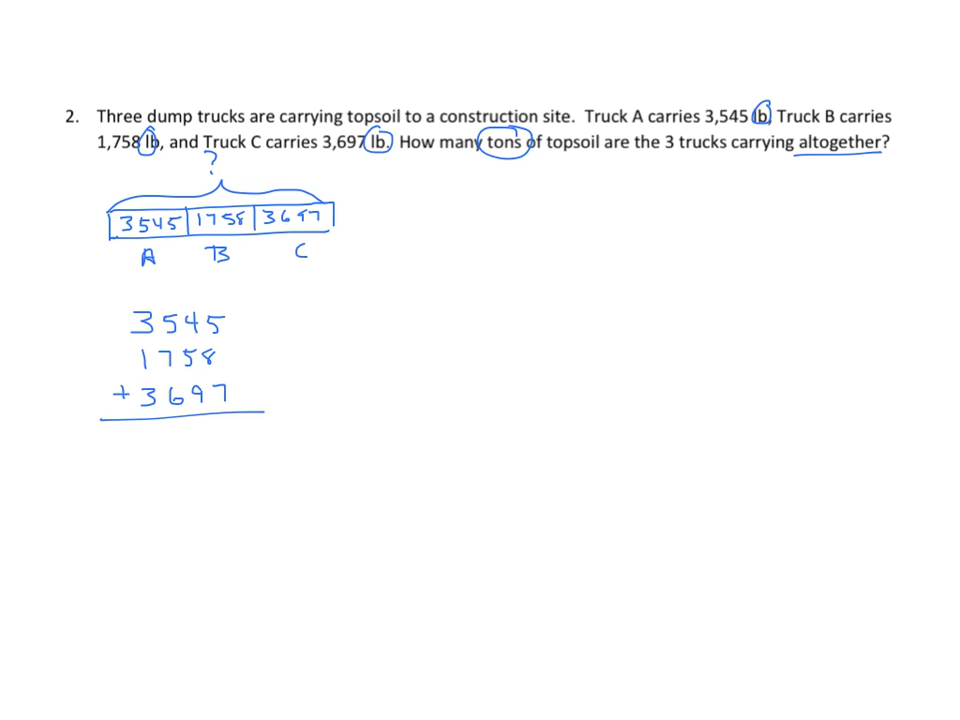 2. Three dump trucks are carrying topsoil to a construction site. Truck A carries 3,545 lb. Truck B carries
1,758 lb, and Truck C carries 3,697 lb. How many tons of topsoil are the 3 trucks carrying altogether?
?
3545 1758 3697
A B C
3545
1758
+3697